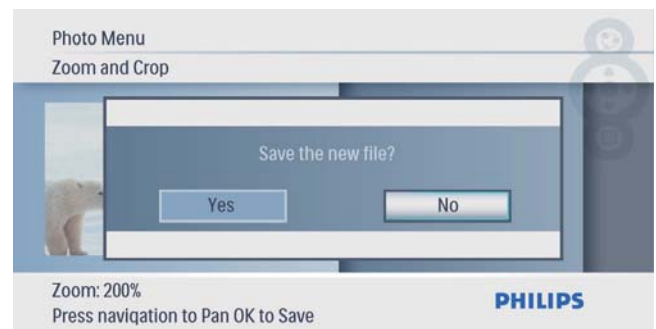 Photo Menu
Zoom and Crop
Save the new file?
Yes
No
Zoom: 200%
Press navigation to Pan OK to Save
PHILIPS